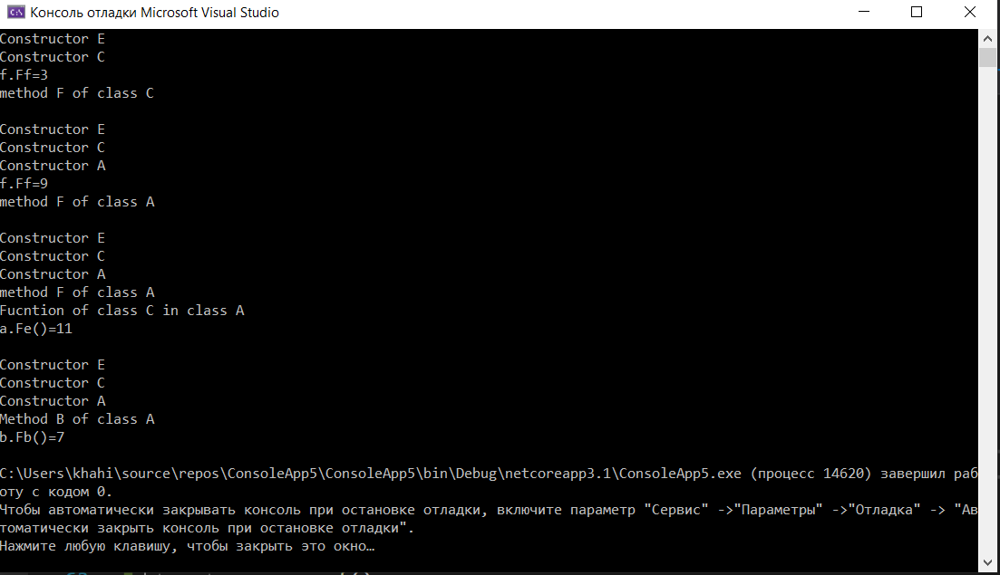 Консоль отладки Microsoft Visual Studio
Constructor E
Constructor C
f.Ff=3
method F of class C
Constructor E
Constructor C
Constructor A
f.Ff=9
method F of class A
Constructor E
Constructor C
Constructor A
method F of class A
Fucntion of class C in class A
a.Fe()=11
Constructor E
Constructor C
Constructor A
Method B of class A
b.Fb()=7
C:\Users\khahi\source\repos\ConsoleApp5\ConsoleApp5\bin\Debug\netcoreapp3.1\ConsoleApp5.exe (процесс 14620) завершил раб
оту с кодом 0.
Чтобы автоматически закрывать консоль при остановке отладки, включите параметр "Сервис" ->"Параметры" ->"Отладка" -> "Ав
томатически закрыть консоль при остановке отладки".
Нажмите любую клавишу, чтобы закрыть это окно…